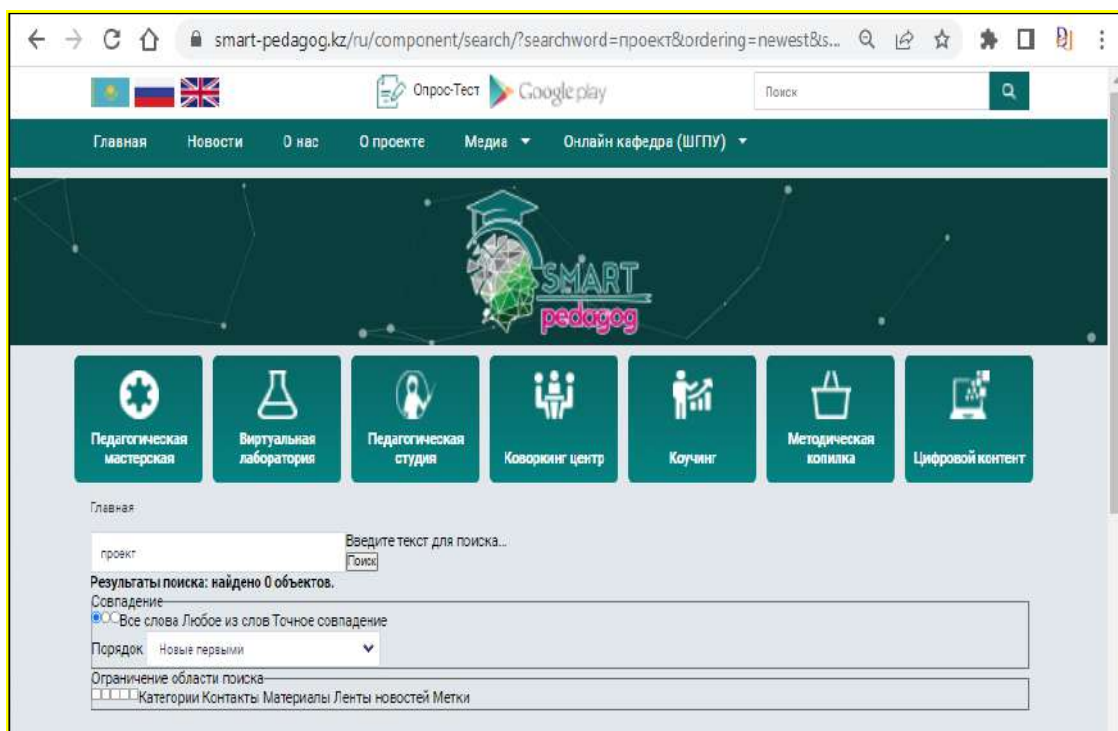 smart-pedagog.kz/ru/component/search/?searchword=проект&ordering=newest&s...
Опрос-Тест Google play Поиск
Главная Новости О нас О проекте Медиа Онлайн кафедра (ШГПУ)
SMART
pedagog
Педагогическая мастерская
Виртуальная лаборатория
Педагогическая студия
Коворкинг центр
Коучинг
Методическая копилка
Цифровой контент
Главная
проект Введите текст для поиска...
Поиск
Результаты поиска: найдено 0 объектов.
Совпадение
Все слова Любое из слов Точное совпадение
Порядок Новые первыми
Ограничение области поиска
Категории Контакты Материалы Ленты новостей Метки